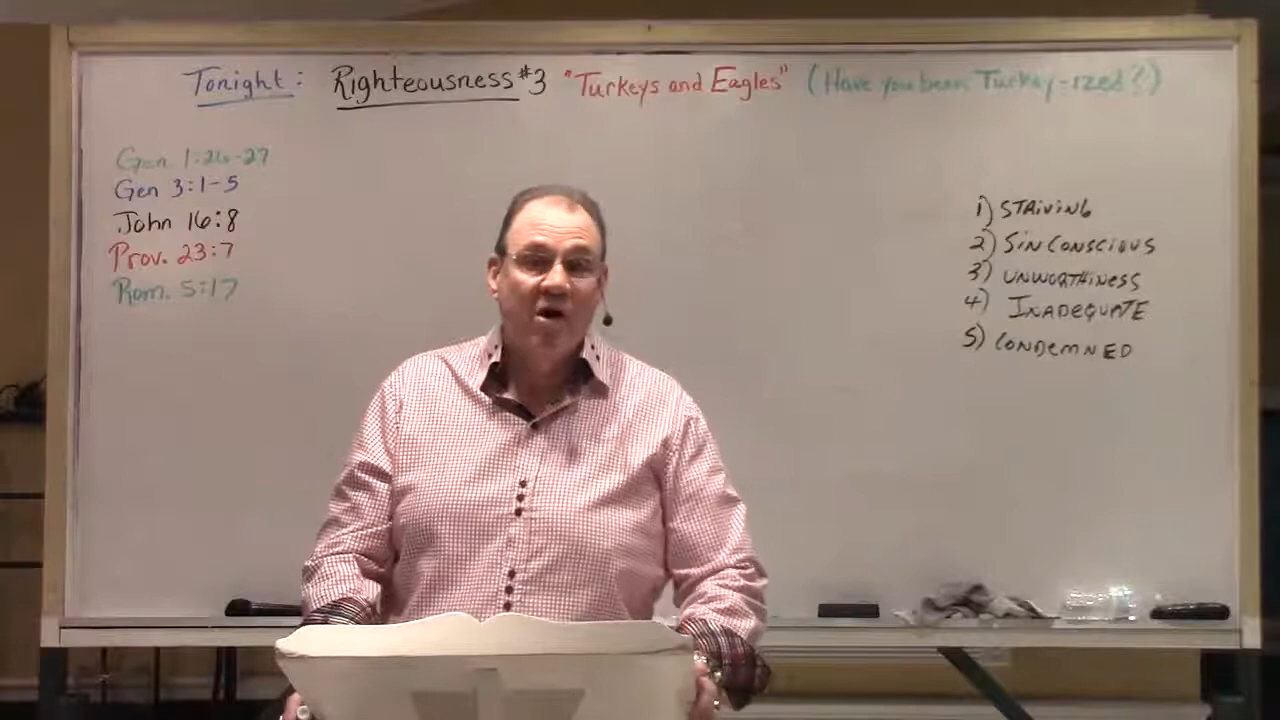 Tonight: Righteousness #3 "Turkeys and Eagles" (Have you been Turkey-ized?)
Gen 1:26-27
Gen 3:1-5
John 16:8
Prov. 23:7
Rom. 5:17
1) STRIVING
2) SIN CONSCIOUS
3) UNWORTHINESS
4) INADEQUATE
5) CONDEMNED